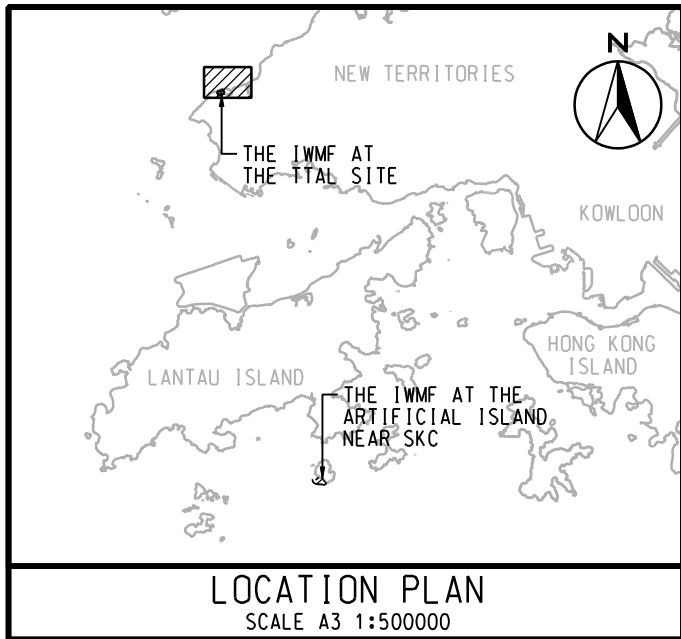 N
NEW TERRITORIES
THE IWMF AT
THE TTAL SITE
KOWLOON
HONG KONG
ISLAND
LANTAU ISLAND
THE IWMF AT THE
ARTIFICIAL ISLAND
NEAR SKC
LOCATION PLAN
SCALE A3 1:500000